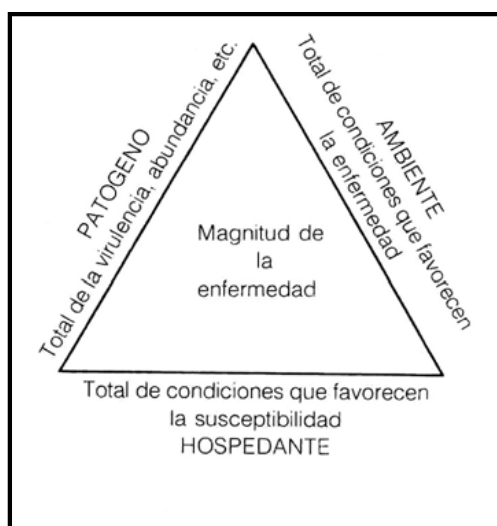 PATOGENO
Total de la virulencia, abundancia, etc.
AMBIENTE
Total de condiciones que favorecen
la enfermedad
Magnitud de
la
enfermedad
Total de condiciones que favorecen
la susceptibilidad
HOSPEDANTE